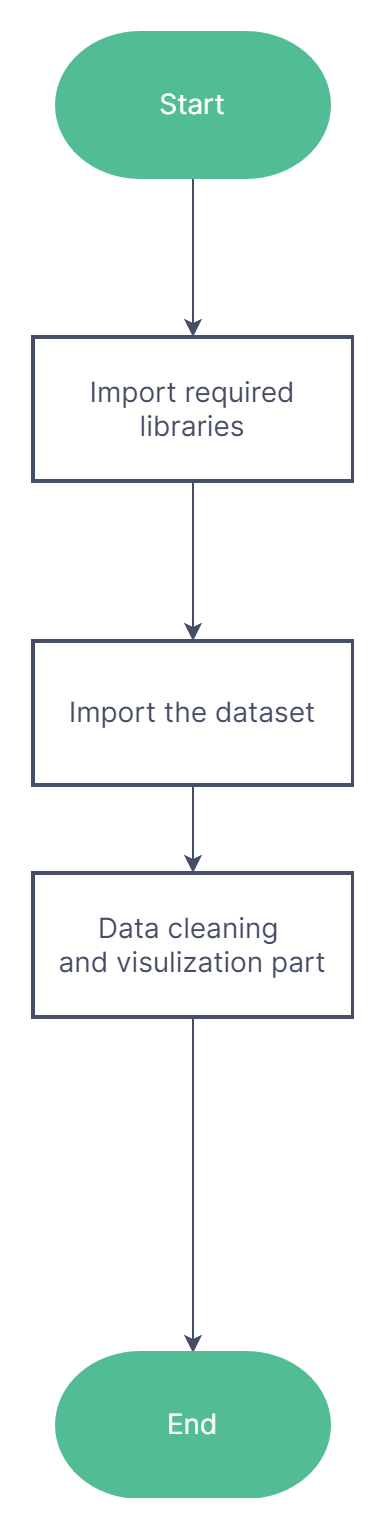 Start
Import required
libraries
Import the dataset
Data cleaning
and visulization part
End